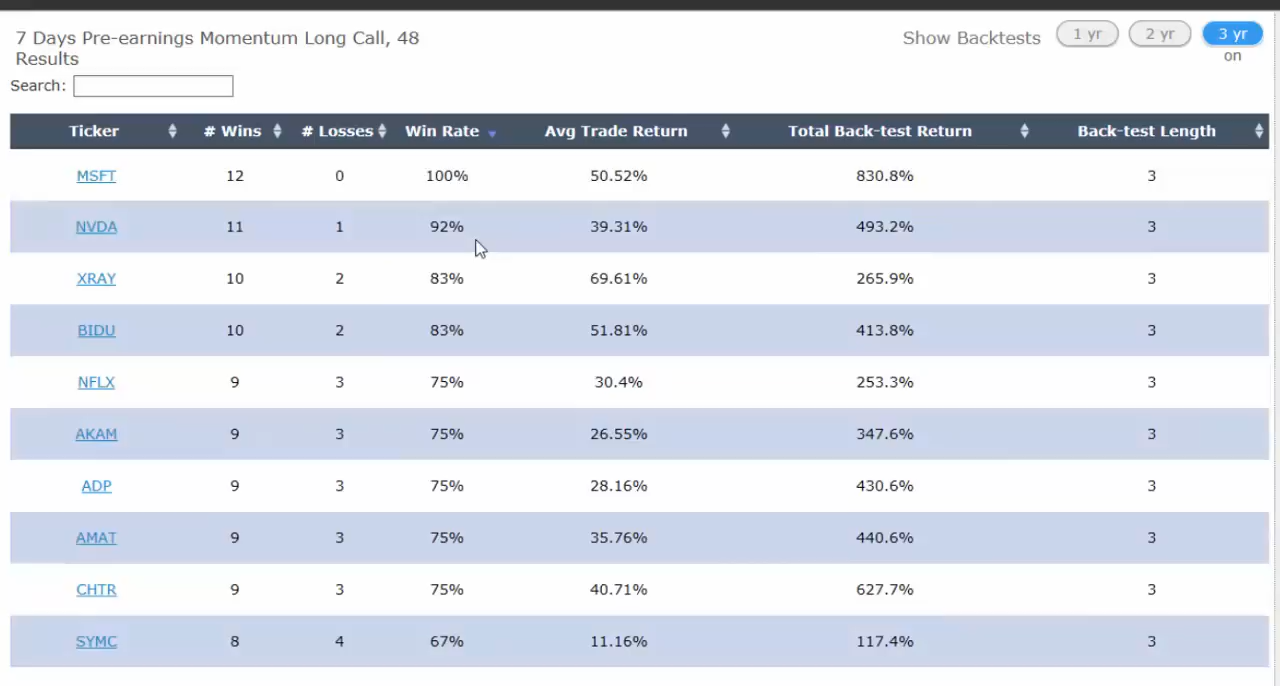 7 Days Pre-earnings Momentum Long Call, 48
Results
Show Backtests 1 yr 2 yr 3 yr
on
Search:
Ticker # Wins # Losses Win Rate Avg Trade Return Total Back-test Return Back-test Length
MSFT 12 0 100% 50.52% 830.8% 3
NVDA 11 1 92% 39.31% 493.2% 3
XRAY 10 2 83% 69.61% 265.9% 3
BIDU 10 2 83% 51.81% 413.8% 3
NFLX 9 3 75% 30.4% 253.3% 3
AKAM 9 3 75% 26.55% 347.6% 3
ADP 9 3 75% 28.16% 430.6% 3
AMAT 9 3 75% 35.76% 440.6% 3
CHTR 9 3 75% 40.71% 627.7% 3
SYMC 8 4 67% 11.16% 117.4% 3